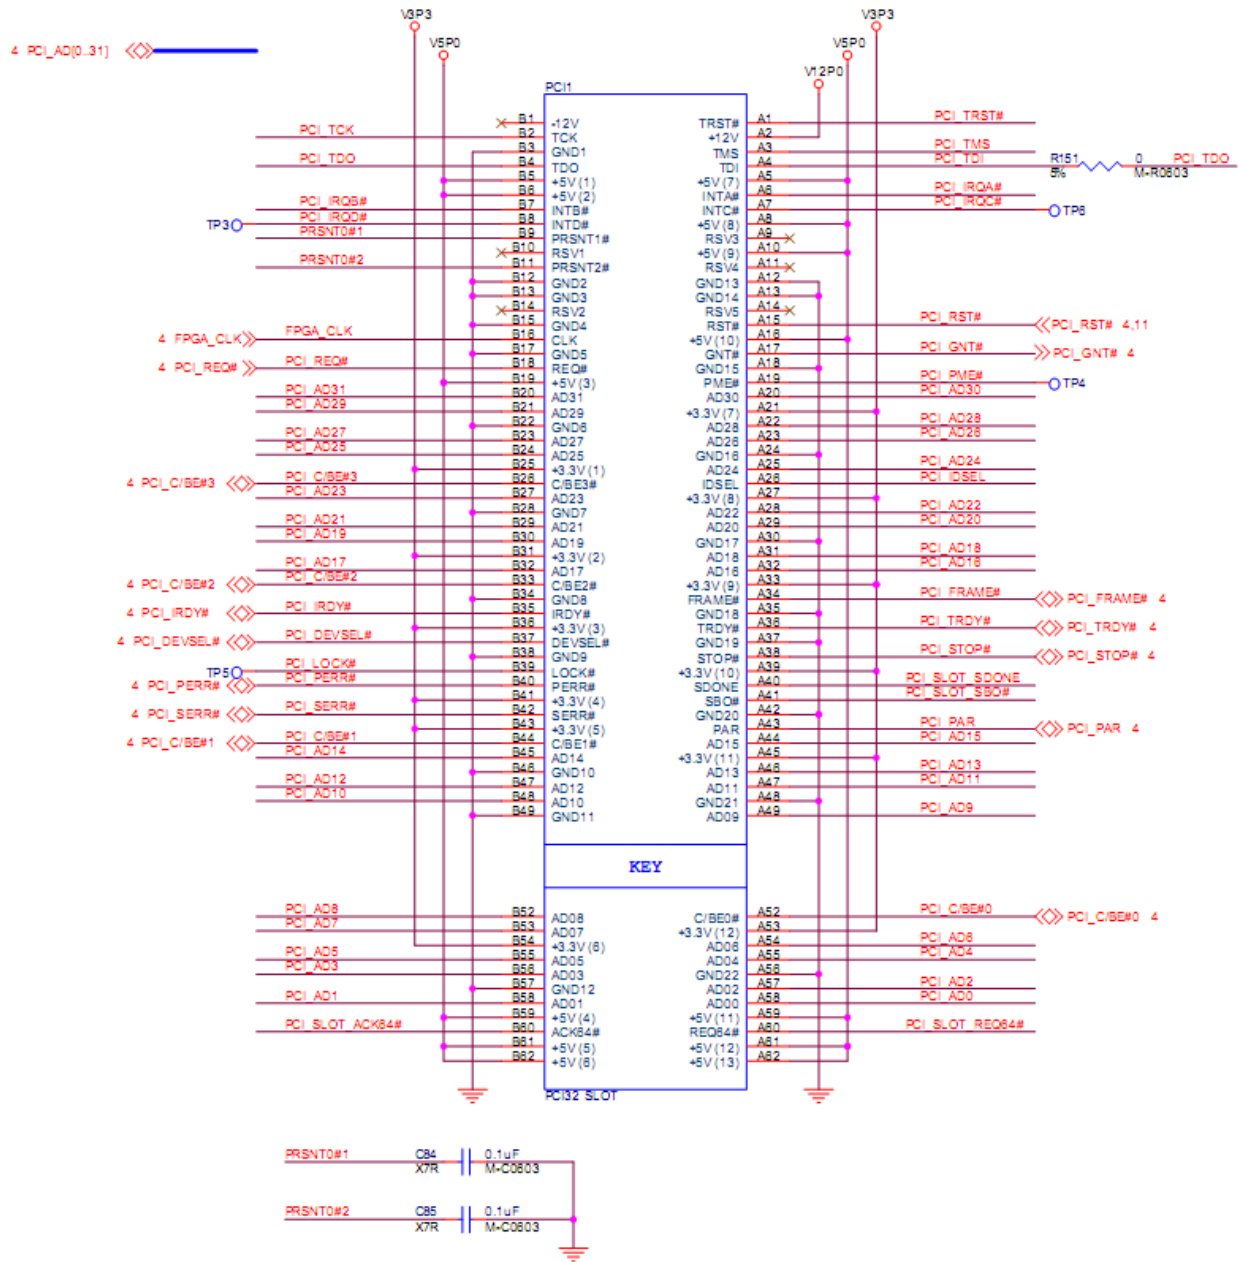 V3P3 V3P3
4 PCI_AD[0..31] V5P0 V5P0
V12P0
PCI1
B1 -12V TRST# A1 PCI_TRST#
PCI_TCK B2 TCK +12V A2
B3 GND1 TMS A3 PCI_TMS
PCI_TDO B4 TDO TDI A4 PCI_TDI R151 5% 0 M-R0603 PCI_TDO
B5 +5V(1) +5V(7) A5
B6 +5V(2) INTA# A6 PCI_IRQA#
PCI_IRQB# B7 INTB# INTC# A7 PCI_IRQC# TP6
TP3 PCI_IRQD# B8 INTD# +5V(8) A8
PRSNT0#1 B9 PRSNT1# RSV3 A9
B10 RSV1 +5V(9) A10
PRSNT0#2 B11 PRSNT2# RSV4 A11
B12 GND2 GND13 A12
B13 GND3 GND14 A13
B14 RSV2 RSV5 A14
B15 GND4 RST# A15 PCI_RST# PCI_RST# 4,11
4 FPGA_CLK FPGA_CLK B16 CLK +5V(10) A16
B17 GND5 GNT# A17 PCI_GNT# PCI_GNT# 4
4 PCI_REQ# PCI_REQ# B18 REQ# GND15 A18
B19 +5V(3) PME# A19 PCI_PME# TP4
PCI_AD31 B20 AD31 AD30 A20 PCI_AD30
PCI_AD29 B21 AD29 +3.3V(7) A21
B22 GND6 AD28 A22 PCI_AD28
PCI_AD27 B23 AD27 AD26 A23 PCI_AD26
PCI_AD25 B24 AD25 GND16 A24
B25 +3.3V(1) AD24 A25 PCI_AD24
4 PCI_C/BE#3 PCI_C/BE#3 B26 C/BE3# IDSEL A26 PCI_IDSEL
PCI_AD23 B27 AD23 +3.3V(8) A27
B28 GND7 AD22 A28 PCI_AD22
PCI_AD21 B29 AD21 AD20 A29 PCI_AD20
PCI_AD19 B30 AD19 GND17 A30
B31 +3.3V(2) AD18 A31 PCI_AD18
PCI_AD17 B32 AD17 AD16 A32 PCI_AD16
4 PCI_C/BE#2 PCI_C/BE#2 B33 C/BE2# +3.3V(9) A33
B34 GND8 FRAME# A34 PCI_FRAME# PCI_FRAME# 4
4 PCI_IRDY# PCI_IRDY# B35 IRDY# GND18 A35
B36 +3.3V(3) TRDY# A36 PCI_TRDY# PCI_TRDY# 4
4 PCI_DEVSEL# PCI_DEVSEL# B37 DEVSEL# GND19 A37
B38 GND9 STOP# A38 PCI_STOP# PCI_STOP# 4
TP5 PCI_LOCK# B39 LOCK# +3.3V(10) A39
4 PCI_PERR# PCI_PERR# B40 PERR# SDONE A40 PCI_SLOT_SDONE
B41 +3.3V(4) SBO# A41 PCI_SLOT_SBO#
4 PCI_SERR# PCI_SERR# B42 SERR# GND20 A42
B43 +3.3V(5) PAR A43 PCI_PAR PCI_PAR 4
4 PCI_C/BE#1 PCI_C/BE#1 B44 C/BE1# AD15 A44 PCI_AD15
PCI_AD14 B45 AD14 +3.3V(11) A45
B46 GND10 AD13 A46 PCI_AD13
PCI_AD12 B47 AD12 AD11 A47 PCI_AD11
PCI_AD10 B48 AD10 GND21 A48
B49 GND11 AD09 A49 PCI_AD9
KEY
PCI_AD8 B52 AD08 C/BE0# A52 PCI_C/BE#0 PCI_C/BE#0 4
PCI_AD7 B53 AD07 +3.3V(12) A53
B54 +3.3V(6) AD06 A54 PCI_AD6
PCI_AD5 B55 AD05 AD04 A55 PCI_AD4
PCI_AD3 B56 AD03 GND22 A56
B57 GND12 AD02 A57 PCI_AD2
PCI_AD1 B58 AD01 AD00 A58 PCI_AD0
B59 +5V(4) +5V(11) A59
PCI_SLOT_ACK64# B60 ACK64# REQ64# A60 PCI_SLOT_REQ64#
B61 +5V(5) +5V(12) A61
B62 +5V(6) +5V(13) A62
PCI32 SLOT
PRSNT0#1 C84 0.1uF
X7R M-C0603
PRSNT0#2 C85 0.1uF
X7R M-C0603